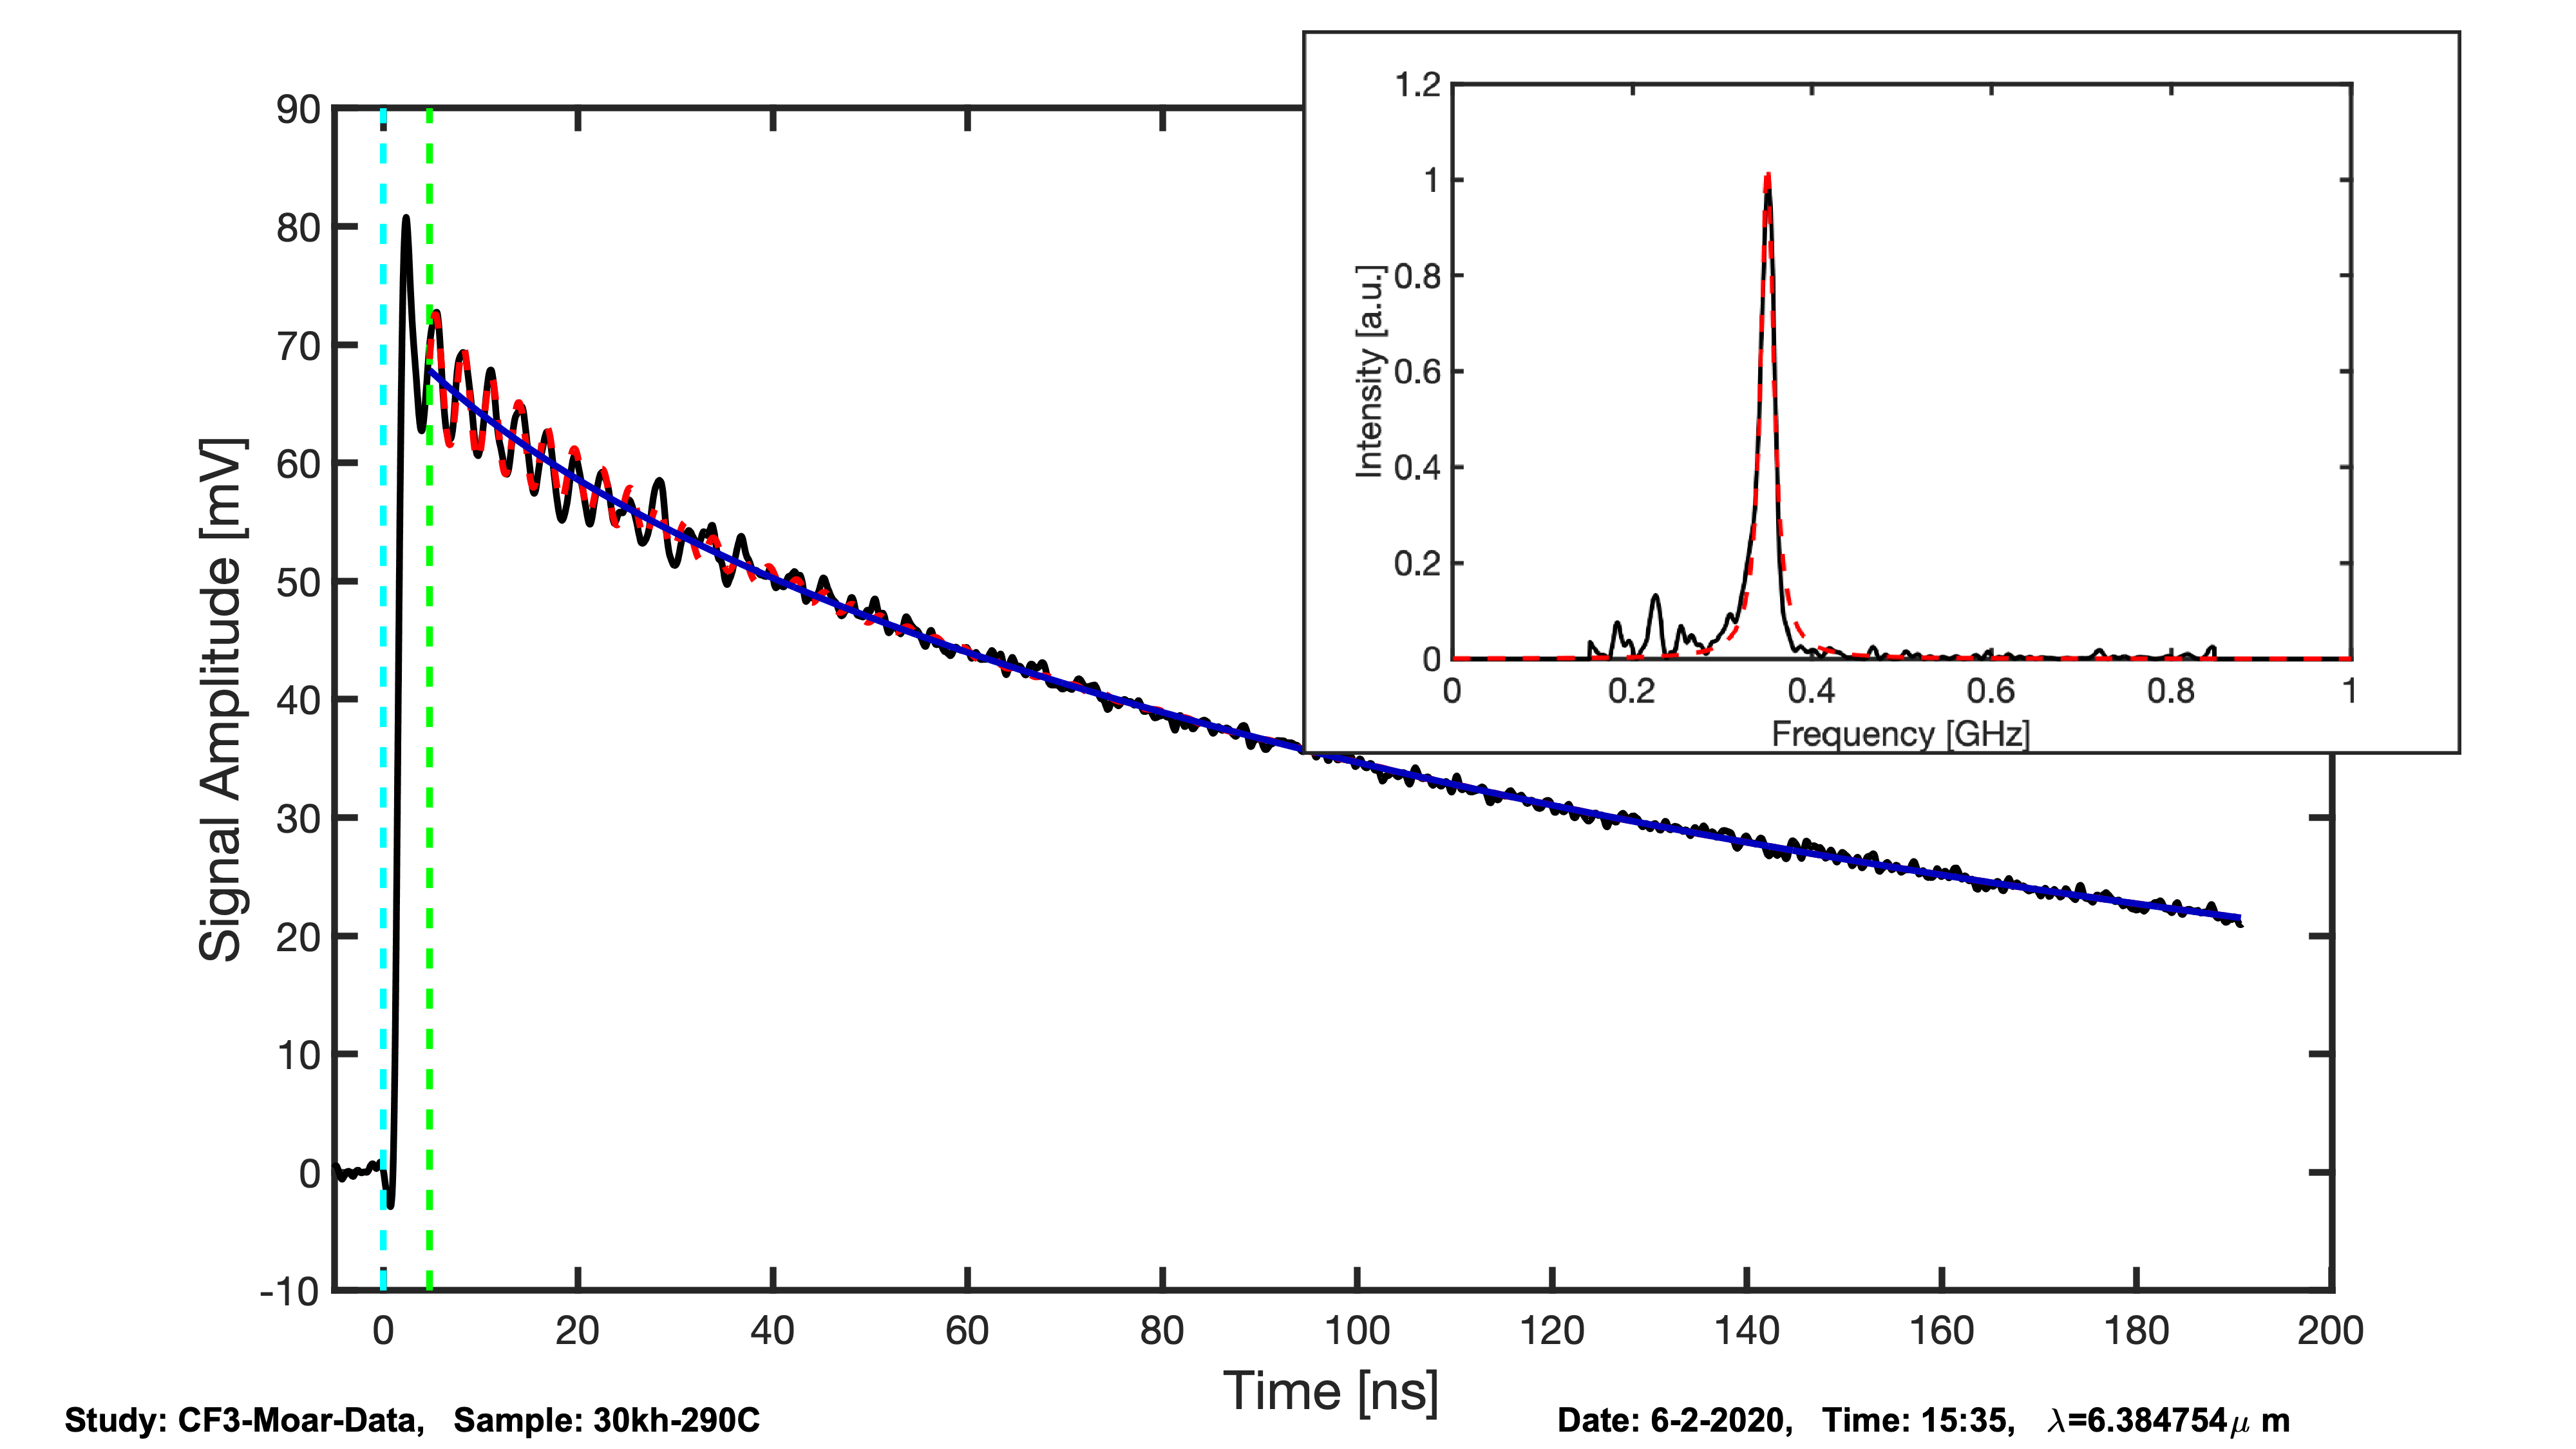 1.2
1
0.8
0.6
0.4
0.2
0
Intensity [a.u.]
0 0.2 0.4 0.6 0.8 1
Frequency [GHz]
90
80
70
60
50
40
30
20
10
0
-10
Signal Amplitude [mV]
0 20 40 60 80 100 120 140 160 180 200
Time [ns]
Study: CF3-Moar-Data, Sample: 30kh-290C
Date: 6-2-2020, Time: 15:35, λ=6.384754μ m